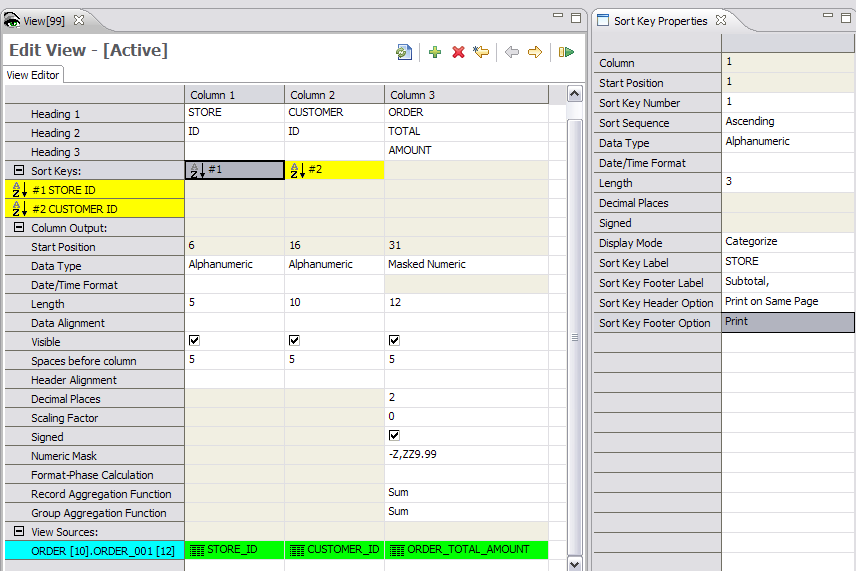 View[99]
Edit View - [Active]
View Editor
Column 1 Column 2 Column 3
Heading 1 STORE CUSTOMER ORDER
Heading 2 ID ID TOTAL
Heading 3 AMOUNT
Sort Keys: #1 #2
#1 STORE ID
#2 CUSTOMER ID
Column Output:
Start Position 6 16 31
Data Type Alphanumeric Alphanumeric Masked Numeric
Date/Time Format
Length 5 10 12
Data Alignment
Visible
Spaces before column 5 5 5
Header Alignment
Decimal Places 2
Scaling Factor 0
Signed
Numeric Mask -Z,ZZ9.99
Format-Phase Calculation
Record Aggregation Function Sum
Group Aggregation Function Sum
View Sources:
ORDER [10].ORDER_001 [12] STORE_ID CUSTOMER_ID ORDER_TOTAL_AMOUNT
Sort Key Properties
Column 1
Start Position 1
Sort Key Number 1
Sort Sequence Ascending
Data Type Alphanumeric
Date/Time Format
Length 3
Decimal Places
Signed
Display Mode Categorize
Sort Key Label STORE
Sort Key Footer Label Subtotal,
Sort Key Header Option Print on Same Page
Sort Key Footer Option Print